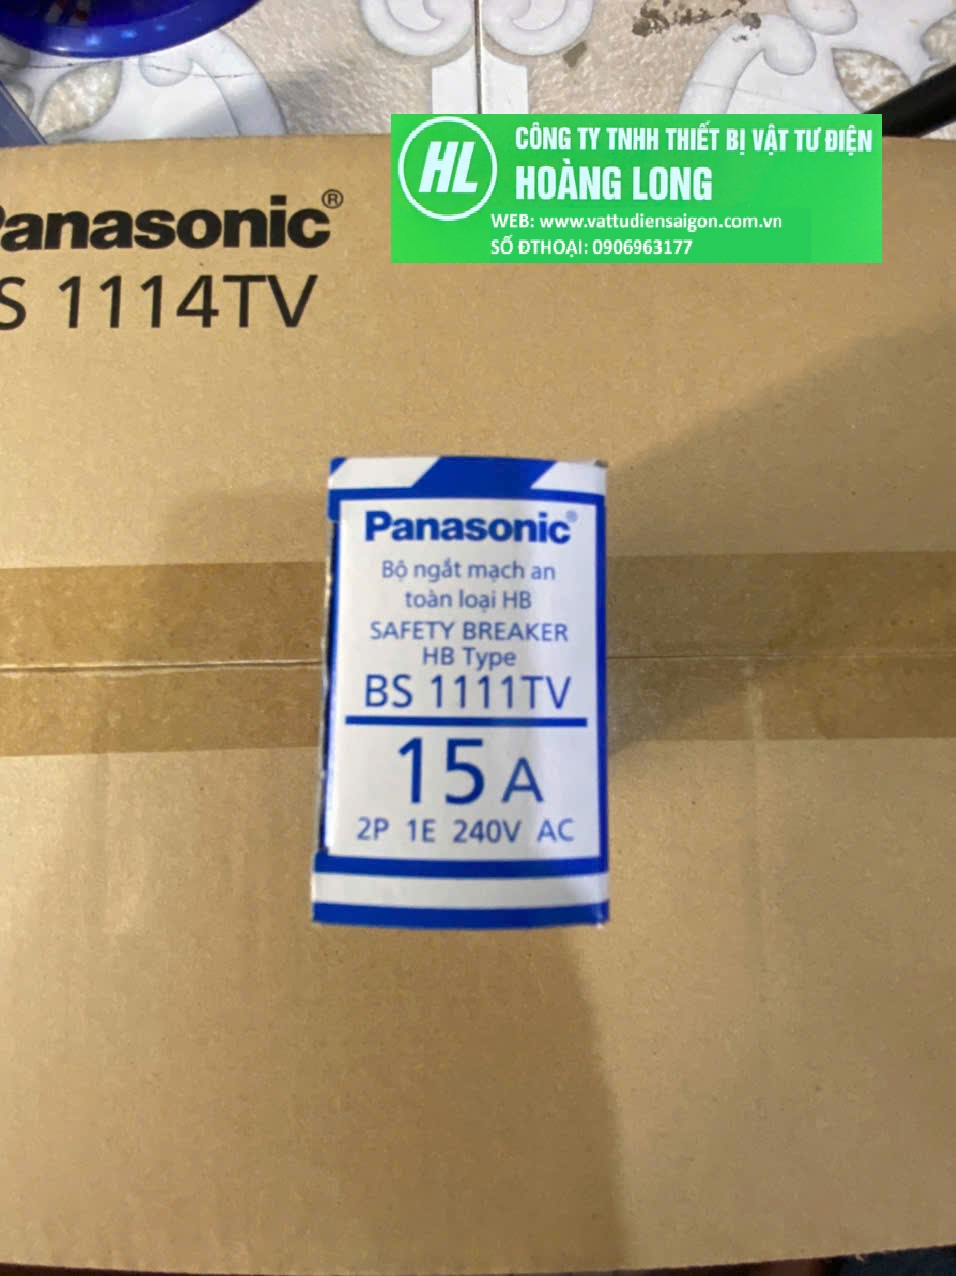 HL
CÔNG TY TNHH THIẾT BỊ VẬT TƯ ĐIỆN
HOÀNG LONG
WEB: www.vattudiensaigon.com.vn
SỐ ĐTHOẠI: 0906963177
Panasonic®
S 1114TV
Panasonic®
Bộ ngắt mạch an
toàn loại HB
SAFETY BREAKER
HB Type
BS 1111TV
15 A
2P 1E 240V AC